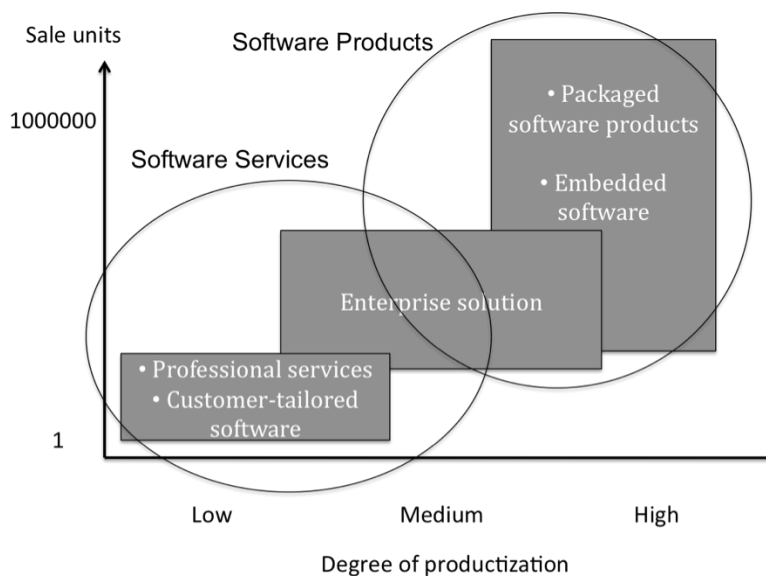 Sale units
Software Products
1000000
• Packaged
software products
Software Services
• Embedded
software
Enterprise solution
• Professional services
• Customer-tailored
software
1
Low
Medium
High
Degree of productization